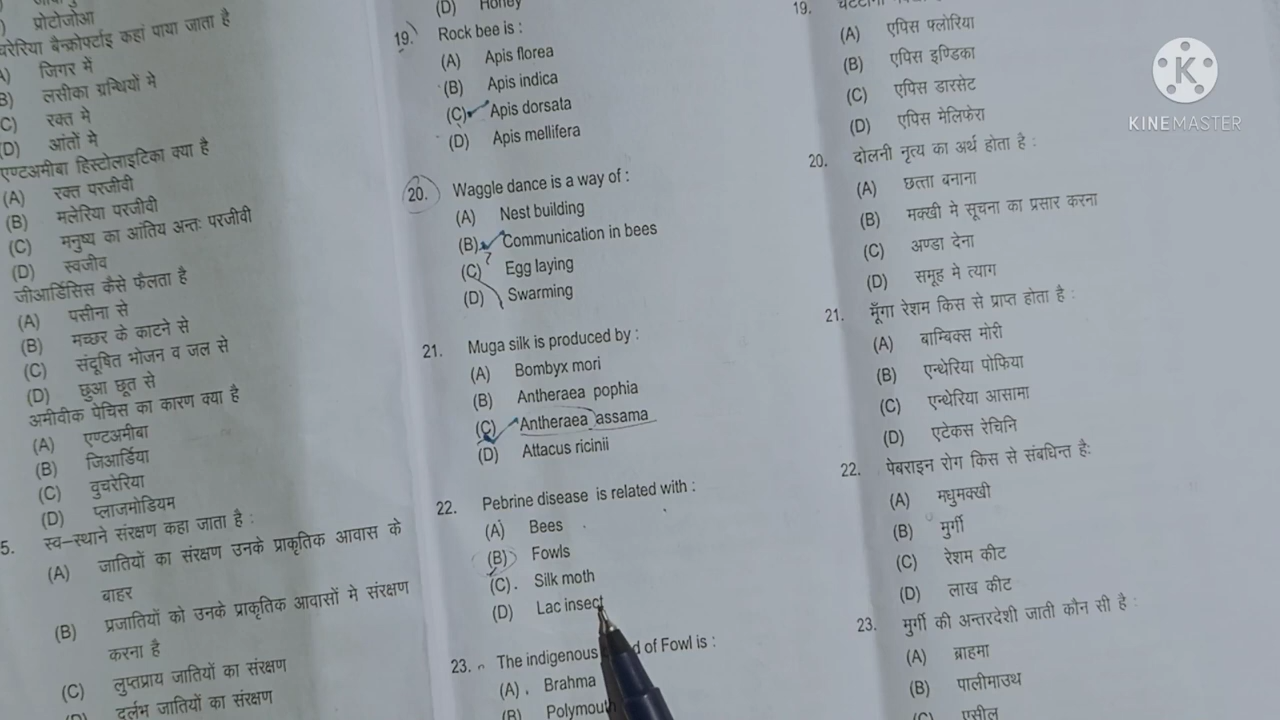 प्रोटोजोआ
बैन्क्रोफ्टाई कहां पाया जाता है
जिगर में
लसीका ग्रन्थियों मे
रक्त मे
(D) आंतों मे
एण्टअमीबा हिस्टोलाइटिका क्या है
(A) रक्त परजीवी
(B) मलेरिया परजीवी
(C) मनुष्य का आंतिय अन्तः परजीवी
(D) स्वजीव
जीआर्डिसिस कैसे फैलता है
(A) पसीना से
(B) मच्छर के काटने से
(C) संदूषित भोजन व जल से
(D) छुआ छूत से
अमीवीक पेचिस का कारण क्या है
(A) एण्टअमीबा
(B) जिआर्डिया
(C) वुचरेरिया
(D) प्लाजमोडियम
5. स्व-स्थाने संरक्षण कहा जाता है :
(A) जातियों का संरक्षण उनके प्राकृतिक आवास के
बाहर
(B) प्रजातियों को उनके प्राकृतिक आवासों मे संरक्षण
करना है
(C) लुप्तप्राय जातियों का संरक्षण
दुर्लभ जातियों का संरक्षण
(D) Honey
19. Rock bee is :
(A) Apis florea
(B) Apis indica
(C) Apis dorsata
(D) Apis mellifera
20. Waggle dance is a way of :
(A) Nest building
(B) Communication in bees
(C) Egg laying
(D) Swarming
21. Muga silk is produced by :
(A) Bombyx mori
(B) Antheraea pophia
(C) Antheraea assama
(D) Attacus ricinii
22. Pebrine disease is related with :
(A) Bees
(B) Fowls
(C) Silk moth
(D) Lac insect
23. The indigenous of Fowl is :
(A) Brahma
(B) Polymouth
19.
(A) एपिस फ्लोरिया
(B) एपिस इण्डिका
(C) एपिस डारसेट
(D) एपिस मेलिफेरा
20. दोलनी नृत्य का अर्थ होता है :
(A) छत्ता बनाना
(B) मक्खी मे सूचना का प्रसार करना
(C) अण्डा देना
(D) समूह मे त्याग
21. मूँगा रेशम किस से प्राप्त होता है :
(A) बाम्बिक्स मोरी
(B) एन्थेरिया पोफिया
(C) एन्थेरिया आसामा
(D) एटेकस रेचिनि
22. पेबराइन रोग किस से संबधिन्त है:
(A) मधुमक्खी
(B) मुर्गी
(C) रेशम कीट
(D) लाख कीट
23. मुर्गी की अन्तरदेशी जाती कौन सी है :
(A) ब्राहमा
(B) पालीमाउथ
(C) एसील
KINEMASTER